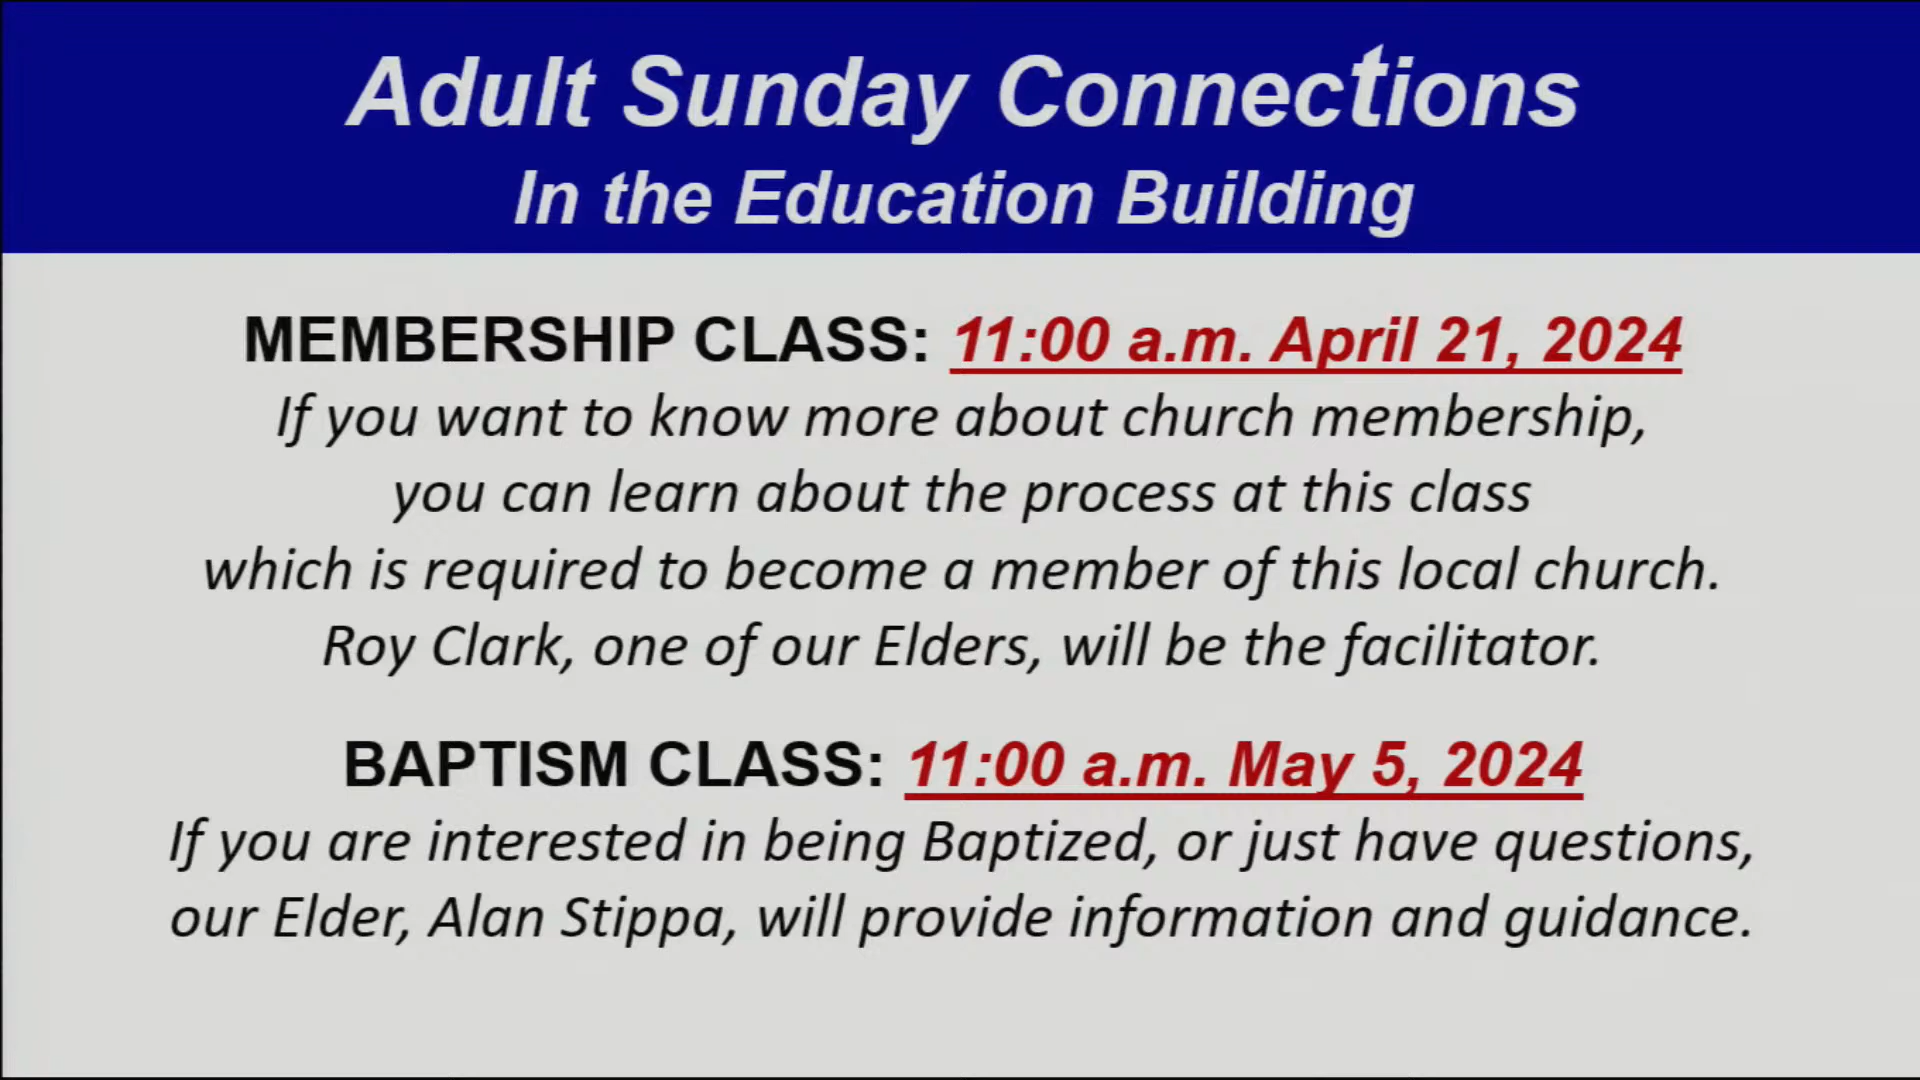 Adult Sunday Connections
In the Education Building
MEMBERSHIP CLASS: 11:00 a.m. April 21, 2024
If you want to know more about church membership,
you can learn about the process at this class
which is required to become a member of this local church.
Roy Clark, one of our Elders, will be the facilitator.
BAPTISM CLASS: 11:00 a.m. May 5, 2024
If you are interested in being Baptized, or just have questions,
our Elder, Alan Stippa, will provide information and guidance.